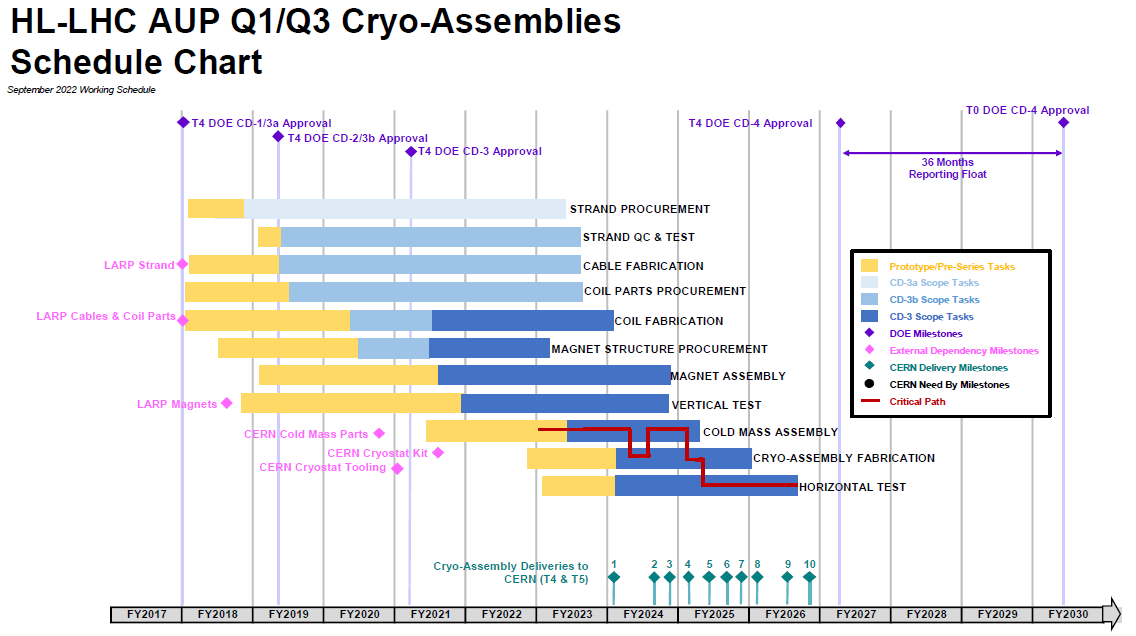 HL-LHC AUP Q1/Q3 Cryo-Assemblies
Schedule Chart
September 2022 Working Schedule
T4 DOE CD-1/3a Approval
T4 DOE CD-2/3b Approval
T4 DOE CD-3 Approval
T4 DOE CD-4 Approval
T0 DOE CD-4 Approval
36 Months
Reporting Float
STRAND PROCUREMENT
STRAND QC & TEST
LARP Strand
CABLE FABRICATION
COIL PARTS PROCUREMENT
LARP Cables & Coil Parts
COIL FABRICATION
MAGNET STRUCTURE PROCUREMENT
MAGNET ASSEMBLY
LARP Magnets
VERTICAL TEST
CERN Cold Mass Parts
COLD MASS ASSEMBLY
CERN Cryostat Kit
CRYO-ASSEMBLY FABRICATION
CERN Cryostat Tooling
HORIZONTAL TEST
Prototype/Pre-Series Tasks
CD-3a Scope Tasks
CD-3b Scope Tasks
CD-3 Scope Tasks
DOE Milestones
External Dependency Milestones
CERN Delivery Milestones
CERN Need By Milestones
Critical Path
Cryo-Assembly Deliveries to
CERN (T4 & T5)
1 2 3 4 5 6 7 8 9 10
FY2017 FY2018 FY2019 FY2020 FY2021 FY2022 FY2023 FY2024 FY2025 FY2026 FY2027 FY2028 FY2029 FY2030